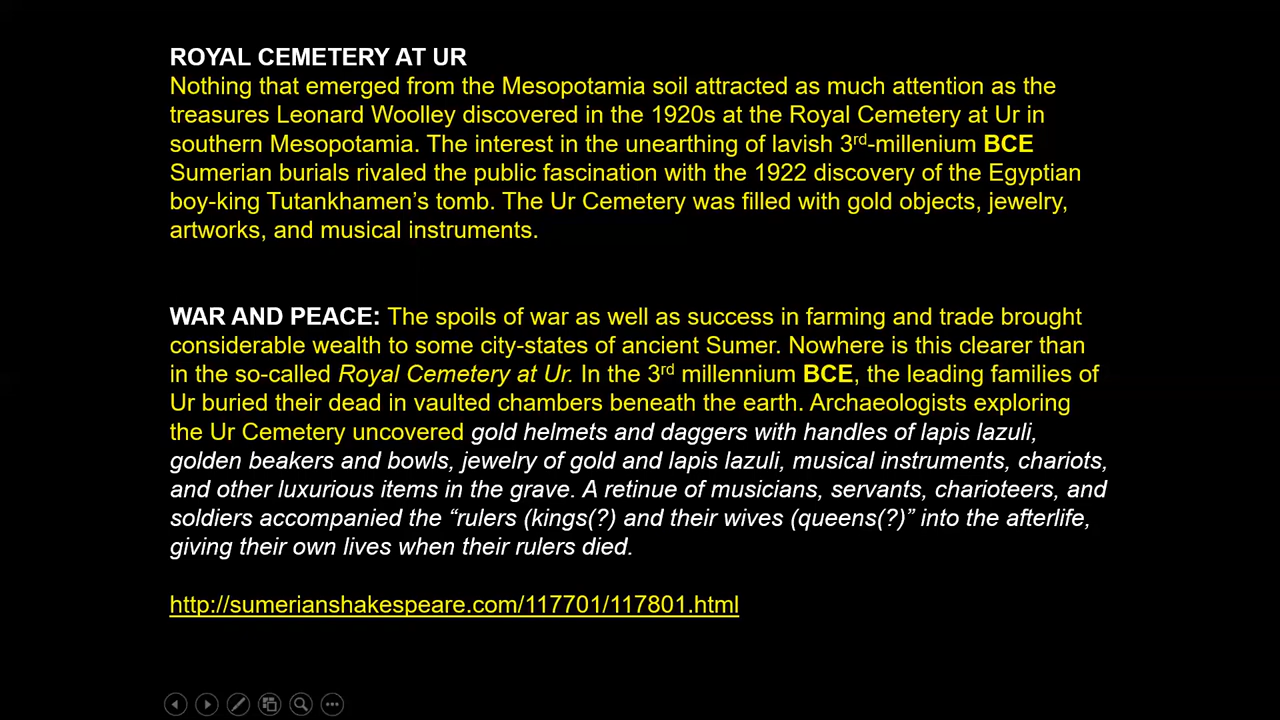 ROYAL CEMETERY AT UR
Nothing that emerged from the Mesopotamia soil attracted as much attention as the
treasures Leonard Woolley discovered in the 1920s at the Royal Cemetery at Ur in
southern Mesopotamia. The interest in the unearthing of lavish 3rd-millenium BCE
Sumerian burials rivaled the public fascination with the 1922 discovery of the Egyptian
boy-king Tutankhamen’s tomb. The Ur Cemetery was filled with gold objects, jewelry,
artworks, and musical instruments.
WAR AND PEACE: The spoils of war as well as success in farming and trade brought
considerable wealth to some city-states of ancient Sumer. Nowhere is this clearer than
in the so-called Royal Cemetery at Ur. In the 3rd millennium BCE, the leading families of
Ur buried their dead in vaulted chambers beneath the earth. Archaeologists exploring
the Ur Cemetery uncovered gold helmets and daggers with handles of lapis lazuli,
golden beakers and bowls, jewelry of gold and lapis lazuli, musical instruments, chariots,
and other luxurious items in the grave. A retinue of musicians, servants, charioteers, and
soldiers accompanied the “rulers (kings(?) and their wives (queens(?)” into the afterlife,
giving their own lives when their rulers died.
http://sumerianshakespeare.com/117701/117801.html